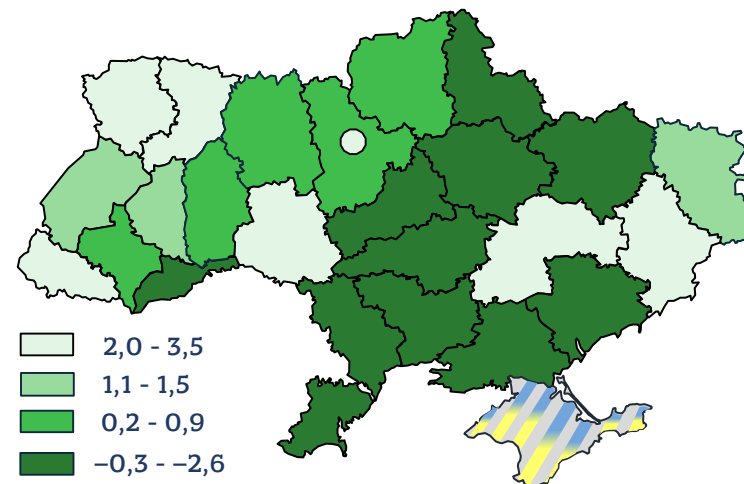 2,0 - 3,5
1,1 - 1,5
0,2 - 0,9
–0,3 - –2,6